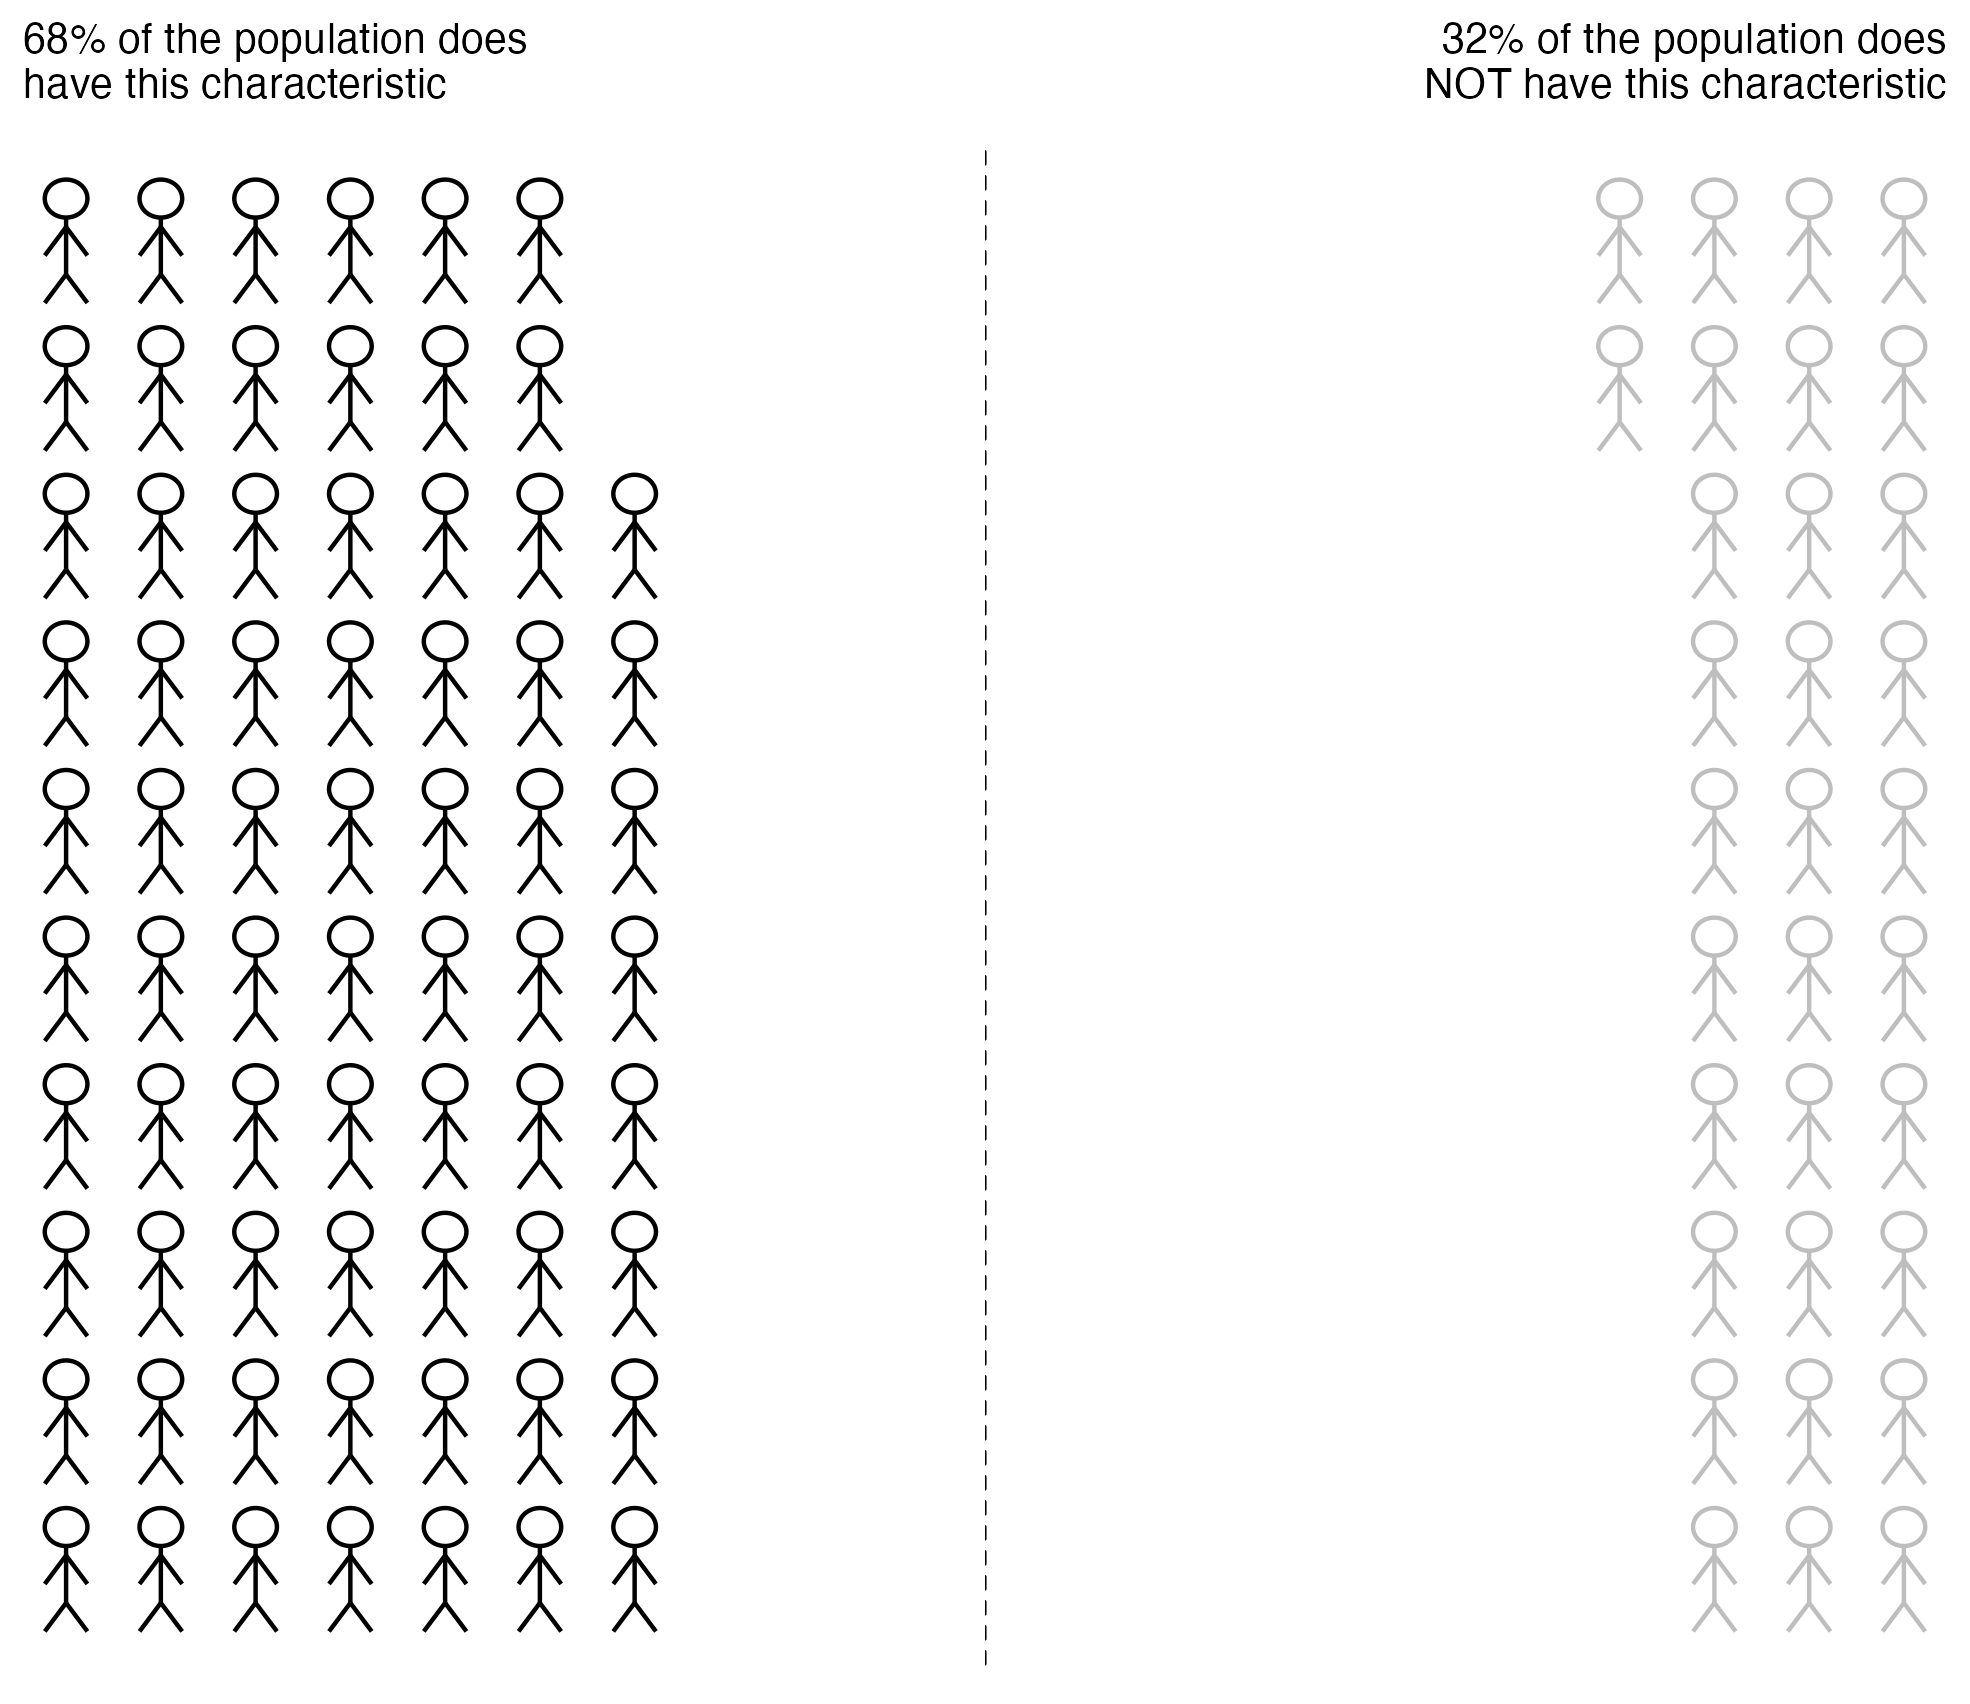 68% of the population does
have this characteristic
32% of the population does
NOT have this characteristic